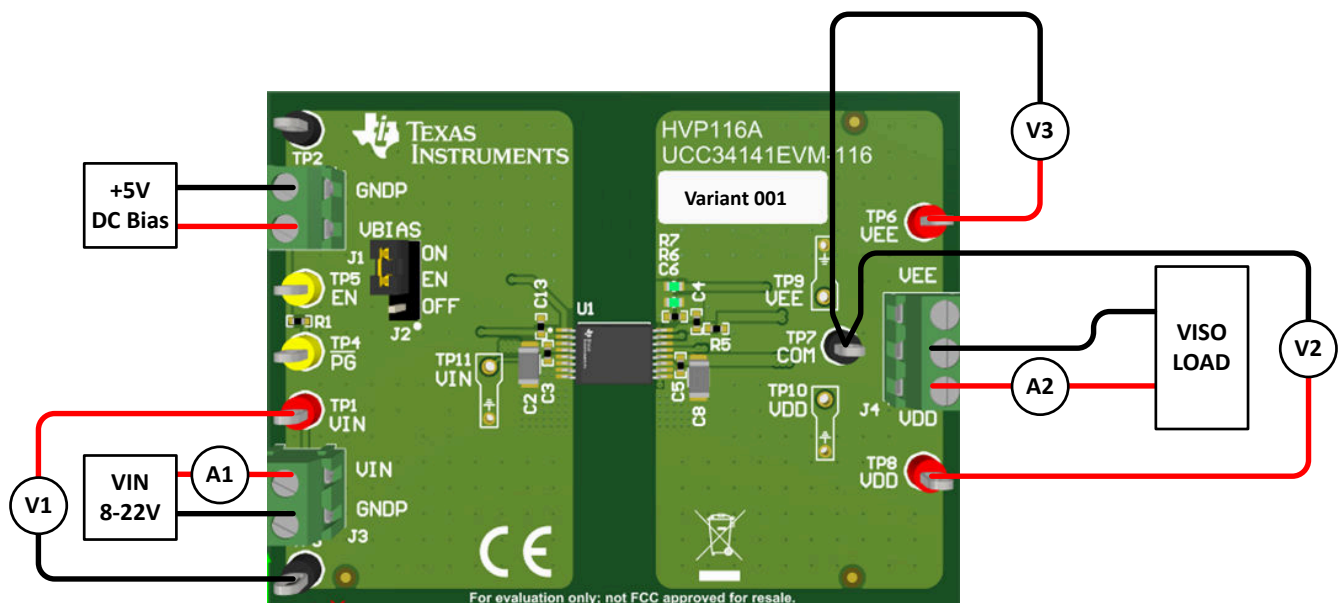 TEXAS
INSTRUMENTS
HVP116A
UCC34141EVM-116
Variant 001
TP2
GNDP
+5V
DC Bias
VBIAS
J1
ON
EN
OFF
J2
TP5
EN
R1
TP4
PG
TP1
VIN
VIN
8-22V
A1
V1
VIN
GNDP
J3
TP11
VIN
C13
C2
C3
U1
R7
R6
C6
C4
R5
C5
C8
TP9
VEE
TP7
COM
TP10
VDD
TP6
VEE
VEE
J4
VDD
TP8
VDD
V3
V2
A2
VISO
LOAD
CE
For evaluation only; not FCC approved for resale.